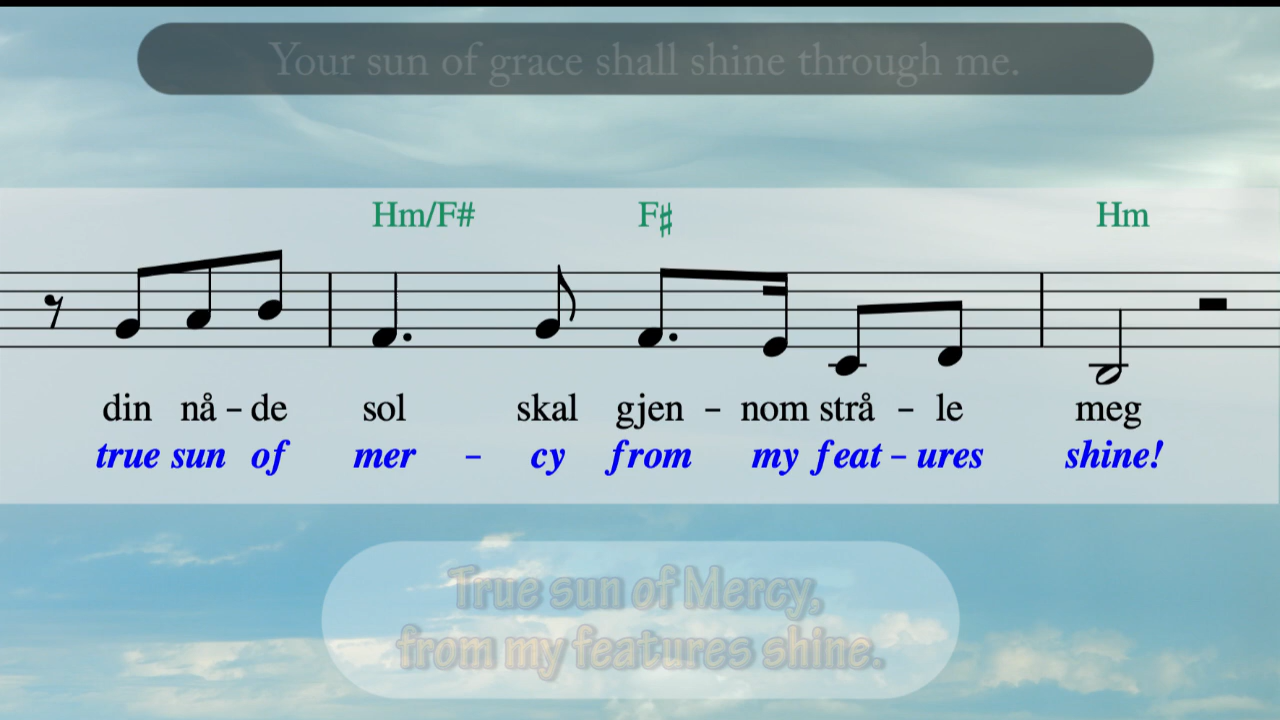 Your sun of grace shall shine through me.
Hm/F# F♯ Hm
din nå – de sol skal gjen – nom strå – le meg
true sun of mer – cy from my feat – ures shine!
True sun of Mercy,
from my features shine.